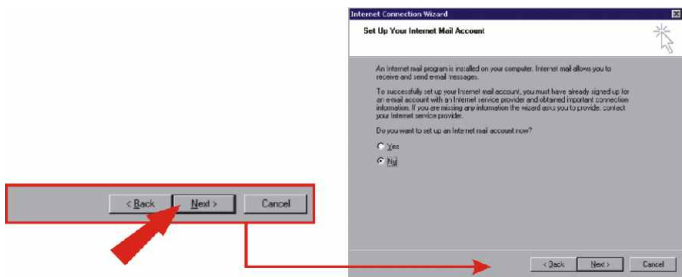 Internet Connection Wizard
Set Up Your Internet Mail Account
An Internet mail program is installed on your computer. Internet mail allows you to
receive and send e-mail messages.
To successfully set up your Internet mail account, you must have already signed up for
an e-mail account with an Internet service provider and obtained important connection
information. If you are missing any information the wizard asks you to provide, contact
your Internet service provider.
Do you want to set up an Internet mail account now?
Yes
No
< Back Next > Cancel
< Back Next > Cancel